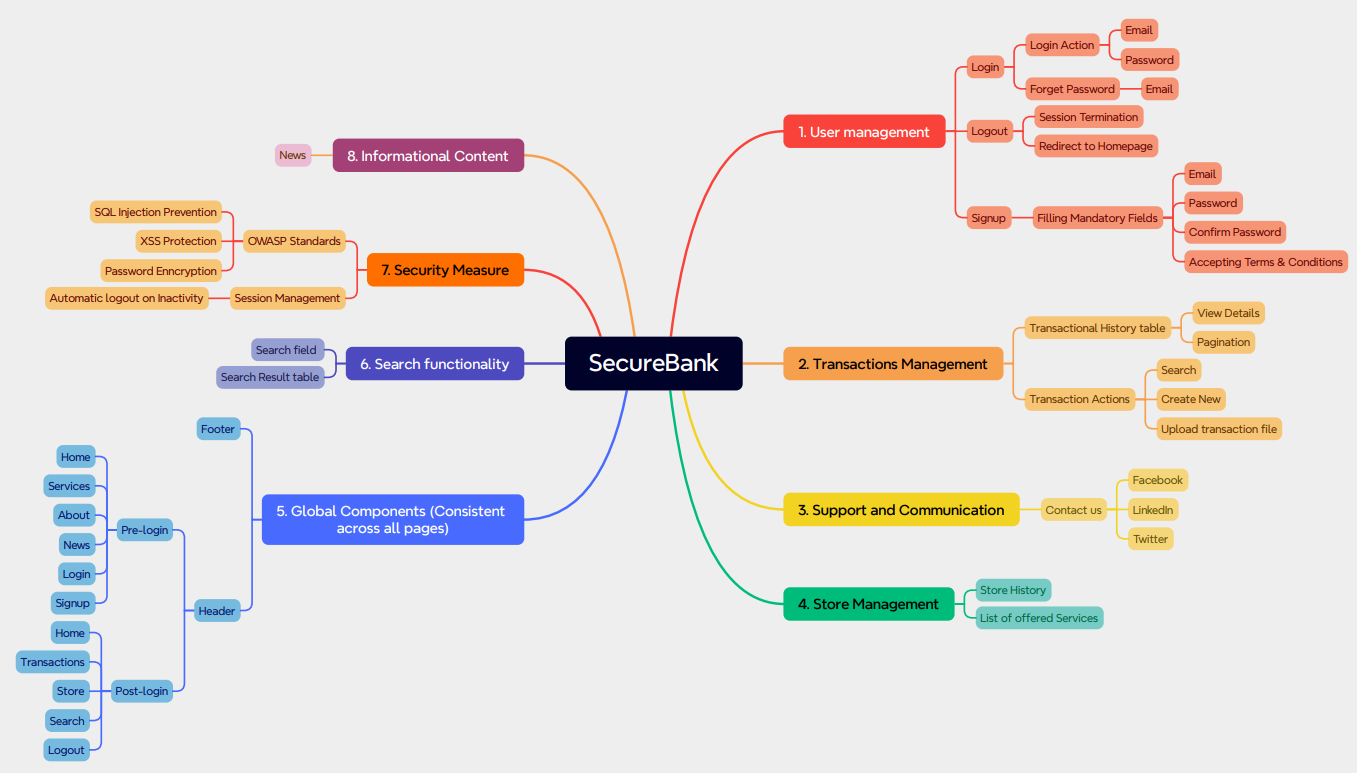 SecureBank
1. User management
Login
Login Action
Email
Password
Forget Password
Email
Logout
Session Termination
Redirect to Homepage
Signup
Filling Mandatory Fields
Email
Password
Confirm Password
Accepting Terms & Conditions
2. Transactions Management
Transactional History table
View Details
Pagination
Transaction Actions
Search
Create New
Upload transaction file
3. Support and Communication
Contact us
Facebook
LinkedIn
Twitter
4. Store Management
Store History
List of offered Services
5. Global Components (Consistent
across all pages)
Footer
Header
Pre-login
Home
Services
About
News
Login
Signup
Post-login
Home
Transactions
Store
Search
Logout
6. Search functionality
Search field
Search Result table
7. Security Measure
OWASP Standards
SQL Injection Prevention
XSS Protection
Password Enncryption
Session Management
Automatic logout on Inactivity
8. Informational Content
News